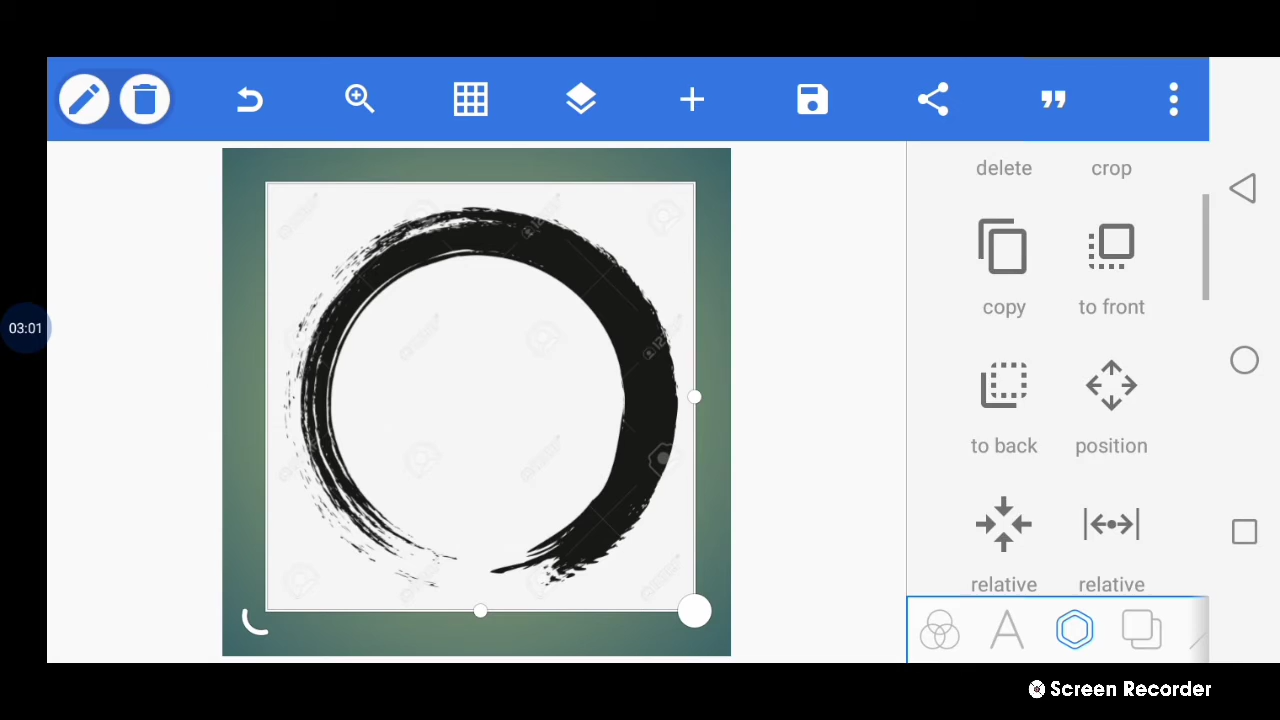 delete crop
copy to front
03:01
to back position
relative relative
Screen Recorder